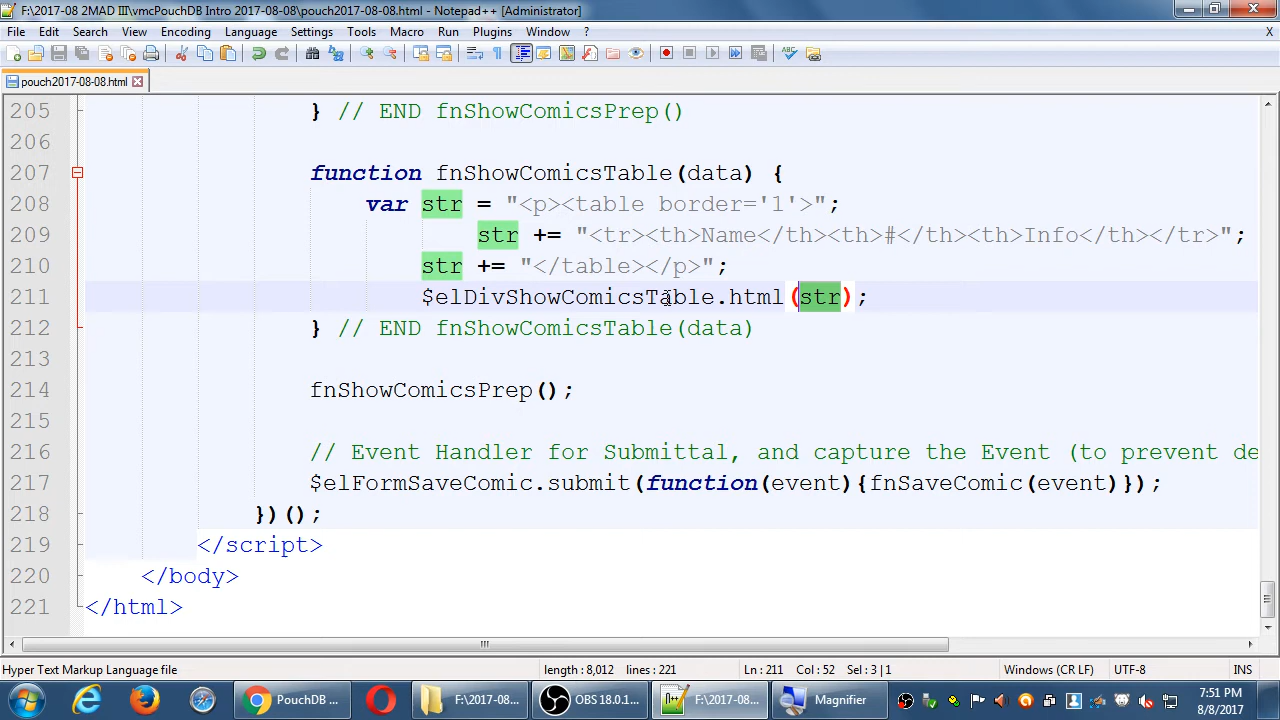 F:\2017-08 2MAD III\vmcPouchDB Intro 2017-08-08\pouch2017-08-08.html - Notepad++ [Administrator]
File Edit Search View Encoding Language Settings Tools Macro Run Plugins Window ? X
pouch2017-08-08.html
205 } // END fnShowComicsPrep()
206
207 function fnShowComicsTable(data) {
208 var str = "<p><table border='1'>";
209 str += "<tr><th>Name</th><th>#</th><th>Info</th></tr>";
210 str += "</table></p>";
211 $elDivShowComicsTable.html(str);
212 } // END fnShowComicsTable(data)
213
214 fnShowComicsPrep();
215
216 // Event Handler for Submittal, and capture the Event (to prevent de
217 $elFormSaveComic.submit(function(event){fnSaveComic(event)});
218 })();
219 </script>
220 </body>
221 </html>
Hyper Text Markup Language file length : 8,012 lines : 221 Ln : 211 Col : 52 Sel : 3 | 1 Windows (CR LF) UTF-8 INS
PouchDB ... F:\2017-08 ... OBS 18.0.1... F:\2017-08... Magnifier 7:51 PM
8/8/2017